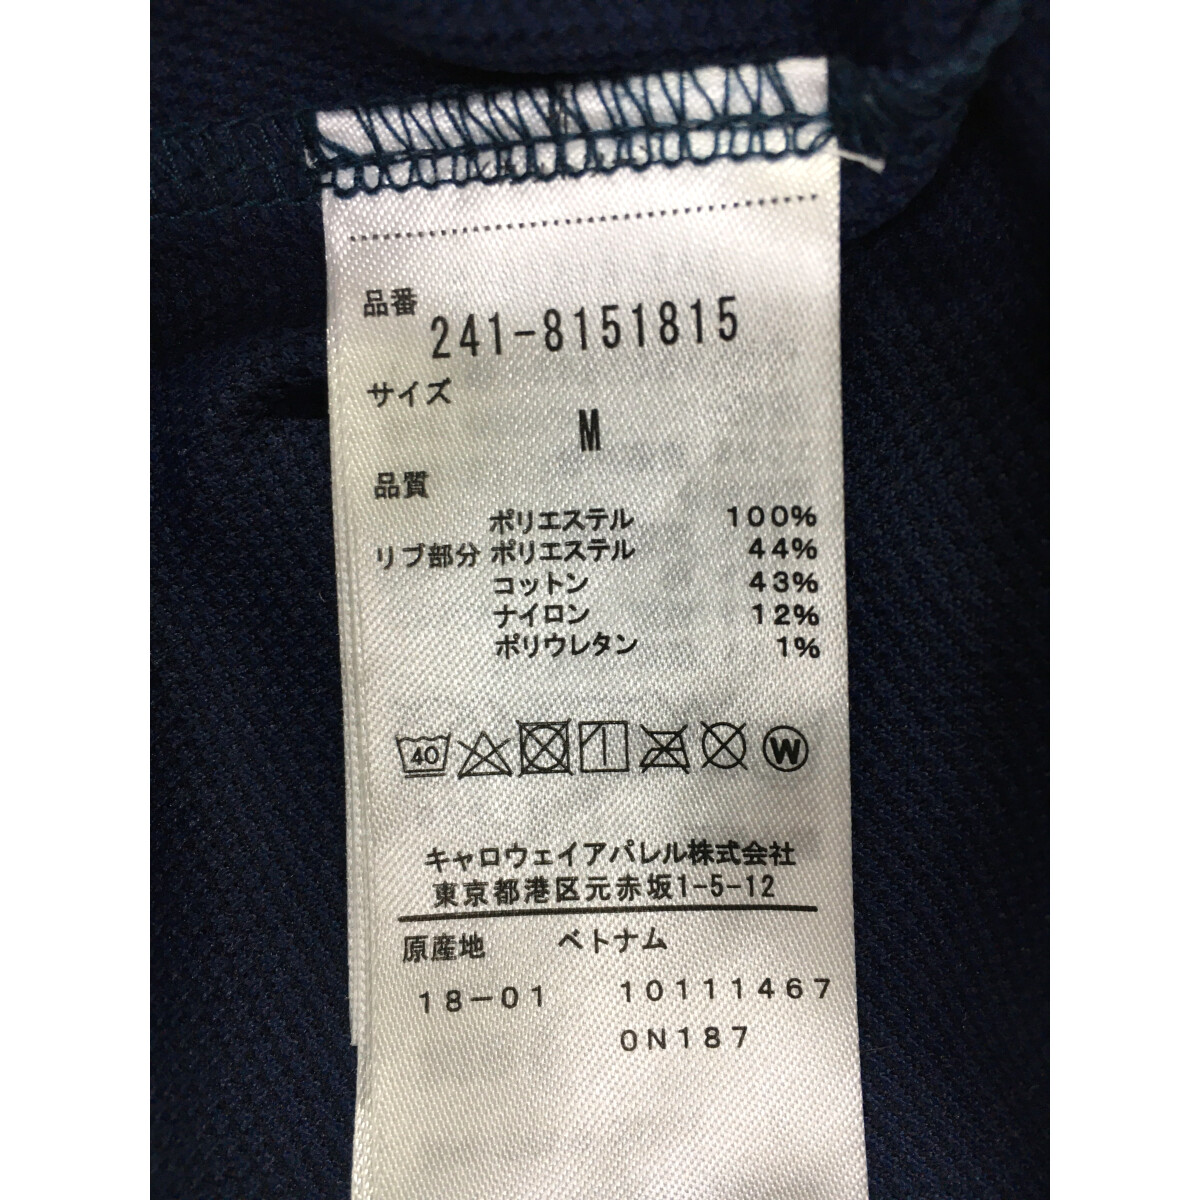 品番
241-8151815
サイズ
M
品質
ポリエステル 100%
リブ部分 ポリエステル 44%
コットン 43%
ナイロン 12%
ポリウレタン 1%
40 W
キャロウェイアパレル株式会社
東京都港区元赤坂1-5-12
原産地 ベトナム
18-01 10111467
0N187